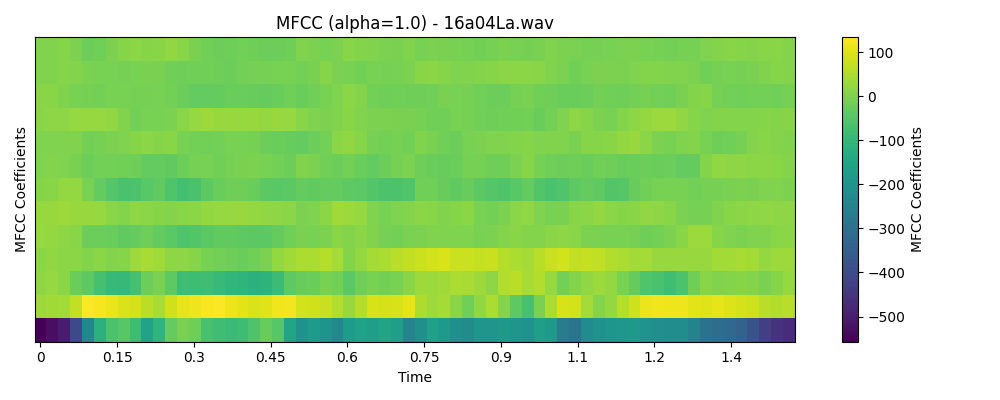 MFCC (alpha=1.0) - 16a04La.wav
MFCC Coefficients
0 0.15 0.3 0.45 0.6 0.75 0.9 1.1 1.2 1.4
Time
100
0
−100
−200
−300
−400
−500
MFCC Coefficients